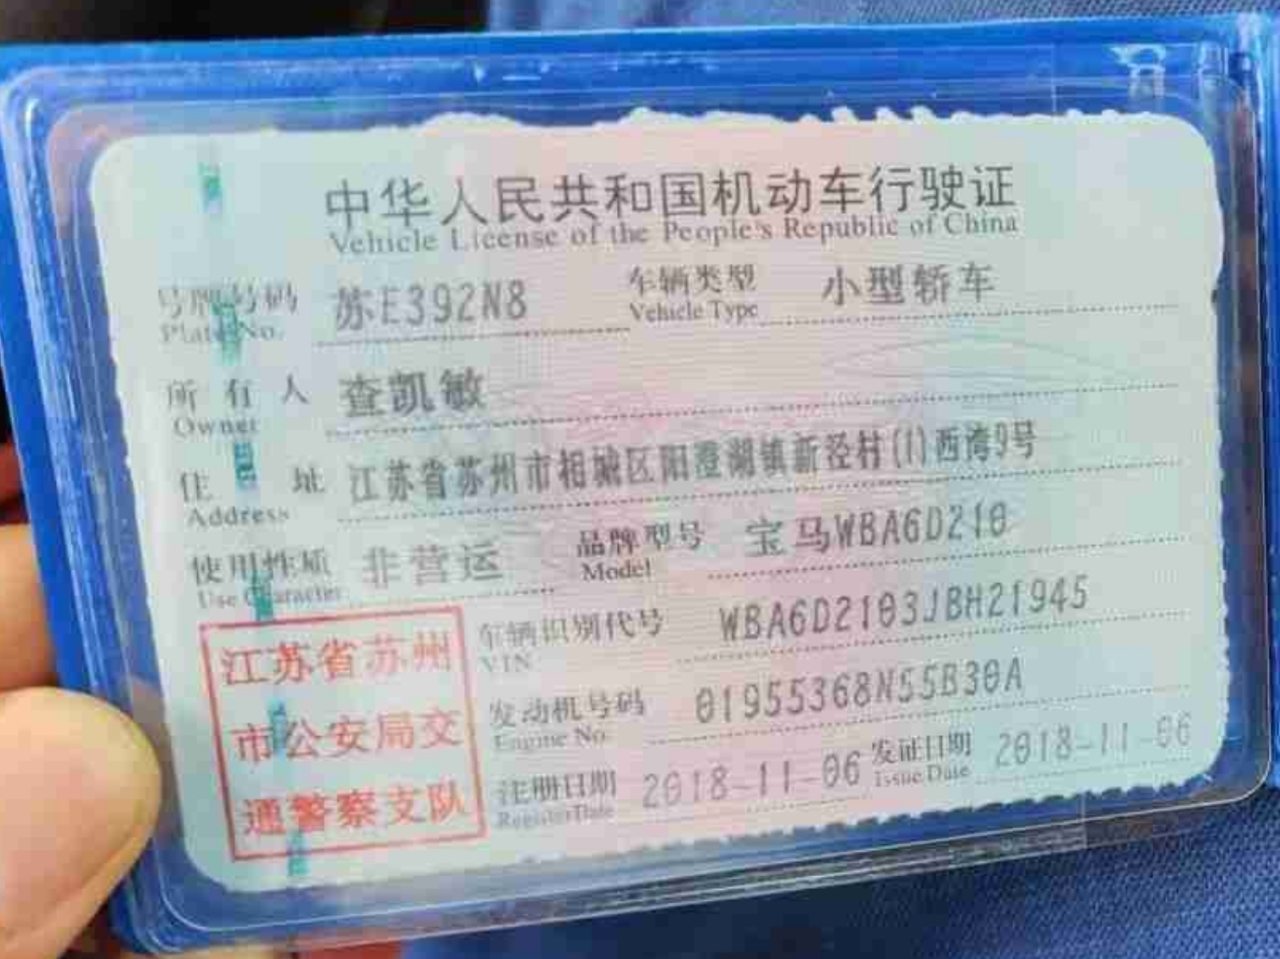 中华人民共和国机动车行驶证
Vehicle License of the People's Republic of China
号牌号码 苏E392N8 车辆类型 小型轿车
Plate No. Vehicle Type
所有人 查凯敏
Owner
住址 江苏省苏州市相城区阳澄湖镇新泾村(1)西湾9号
Address
使用性质 非营运 品牌型号 宝马WBA6D210
Use Character Model
江苏省苏州
市公安局交
通警察支队
车辆识别代号 WBA6D2103JBH21945
VIN
发动机号码 01955368N55B30A
Engine No.
注册日期 2018-11-06 发证日期 2018-11-06
Register Date Issue Date